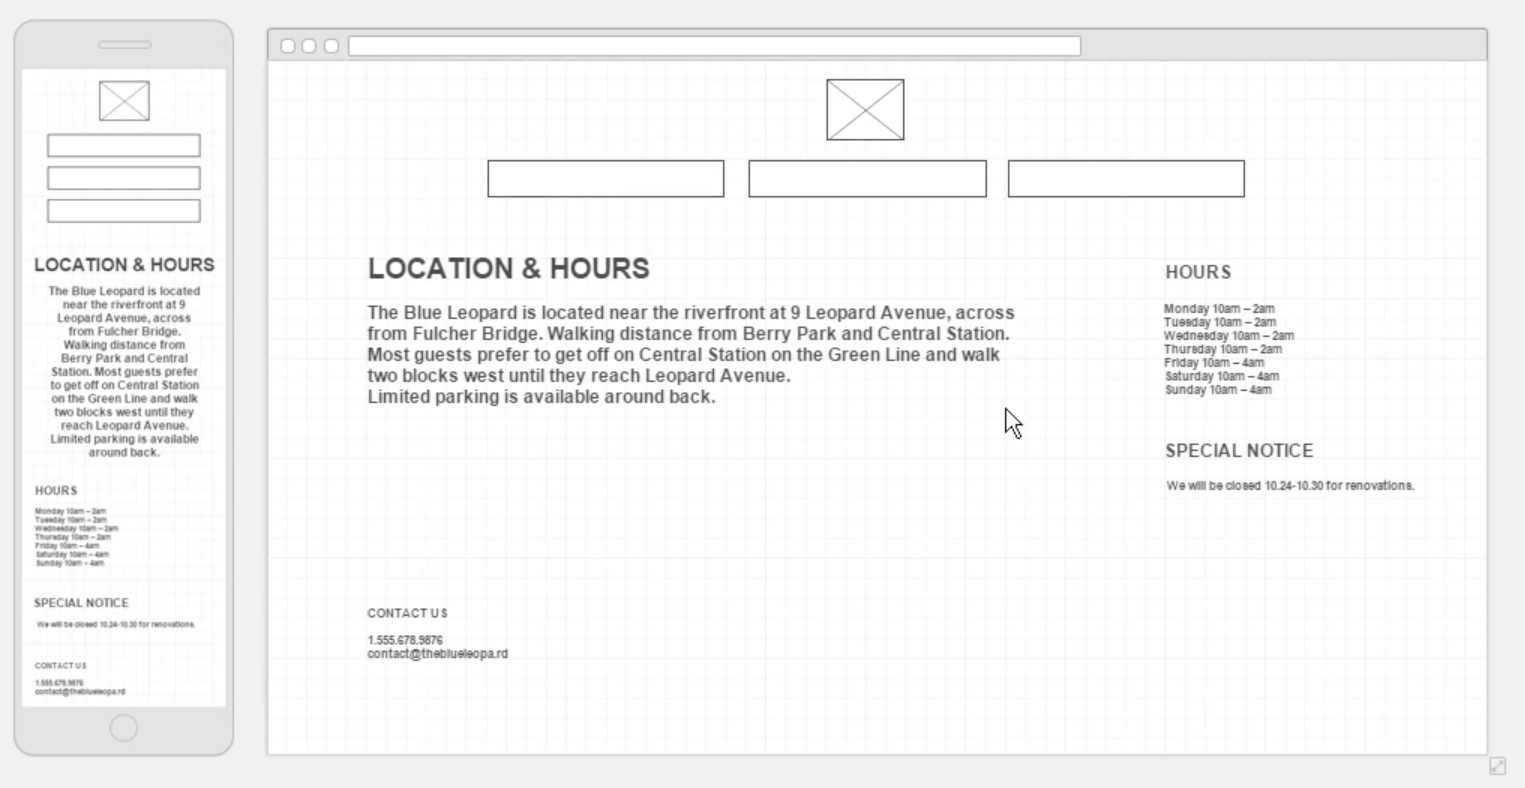 LOCATION & HOURS
The Blue Leopard is located
near the riverfront at 9
Leopard Avenue, across
from Fulcher Bridge.
Walking distance from
Berry Park and Central
Station. Most guests prefer
to get off on Central Station
on the Green Line and walk
two blocks west until they
reach Leopard Avenue.
Limited parking is available
around back.
HOURS
Monday 10am – 2am
Tuesday 10am – 2am
Wednesday 10am – 2am
Thursday 10am – 2am
Friday 10am – 4am
Saturday 10am – 4am
Sunday 10am – 4am
SPECIAL NOTICE
We will be closed 10.24-10.30 for renovations.
CONTACT US
1.555.678.9876
contact@theblueleopa.rd
LOCATION & HOURS
The Blue Leopard is located near the riverfront at 9 Leopard Avenue, across
from Fulcher Bridge. Walking distance from Berry Park and Central Station.
Most guests prefer to get off on Central Station on the Green Line and walk
two blocks west until they reach Leopard Avenue.
Limited parking is available around back.
HOURS
Monday 10am – 2am
Tuesday 10am – 2am
Wednesday 10am – 2am
Thursday 10am – 2am
Friday 10am – 4am
Saturday 10am – 4am
Sunday 10am – 4am
SPECIAL NOTICE
We will be closed 10.24-10.30 for renovations.
CONTACT US
1.555.678.9876
contact@theblueleopa.rd